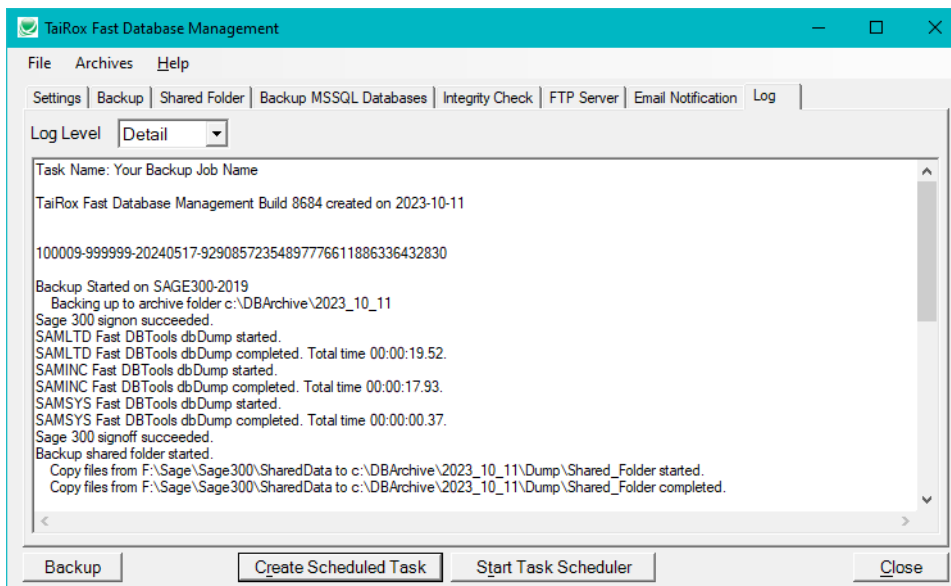 TaiRox Fast Database Management
File Archives Help
Settings Backup Shared Folder Backup MSSQL Databases Integrity Check FTP Server Email Notification Log
Log Level Detail
Task Name: Your Backup Job Name
TaiRox Fast Database Management Build 8684 created on 2023-10-11
100009-999999-20240517-92908572354897776611886336432830
Backup Started on SAGE300-2019
Backing up to archive folder c:\DBArchive\2023_10_11
Sage 300 signon succeeded.
SAMLTD Fast DBTools dbDump started.
SAMLTD Fast DBTools dbDump completed. Total time 00:00:19.52.
SAMINC Fast DBTools dbDump started.
SAMINC Fast DBTools dbDump completed. Total time 00:00:17.93.
SAMSYS Fast DBTools dbDump started.
SAMSYS Fast DBTools dbDump completed. Total time 00:00:00.37.
Sage 300 signoff succeeded.
Backup shared folder started.
Copy files from F:\Sage\Sage300\SharedData to c:\DBArchive\2023_10_11\Dump\Shared_Folder started.
Copy files from F:\Sage\Sage300\SharedData to c:\DBArchive\2023_10_11\Dump\Shared_Folder completed.
Backup Create Scheduled Task Start Task Scheduler Close